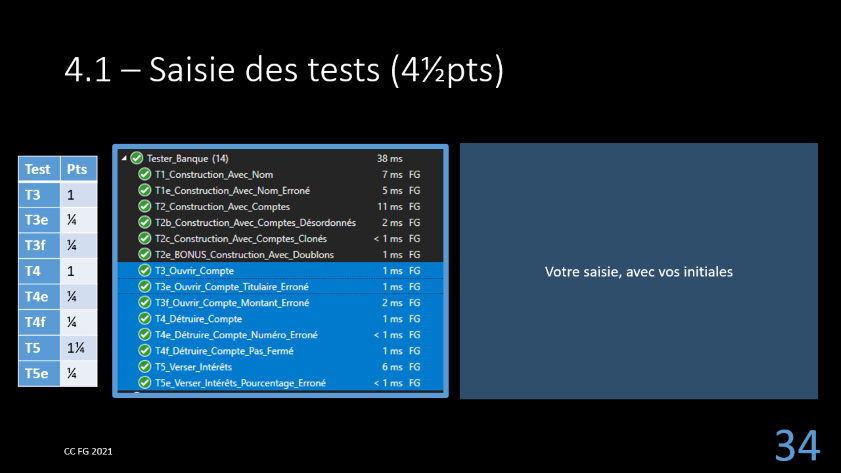 4.1 – Saisie des tests (4½pts)
Test Pts
T3 1
T3e ¼
T3f ¼
T4 1
T4e ¼
T4f ¼
T5 1¼
T5e ¼
Tester_Banque (14) 38 ms
T1_Construction_Avec_Nom 7 ms FG
T1e_Construction_Avec_Nom_Erroné 5 ms FG
T2_Construction_Avec_Comptes 11 ms FG
T2b_Construction_Avec_Comptes_Désordonnés 2 ms FG
T2c_Construction_Avec_Comptes_Clonés < 1 ms FG
T2e_BONUS_Construction_Avec_Doublons 1 ms FG
T3_Ouvrir_Compte 1 ms FG
T3e_Ouvrir_Compte_Titulaire_Erroné 1 ms FG
T3f_Ouvrir_Compte_Montant_Erroné 2 ms FG
T4_Détruire_Compte 1 ms FG
T4e_Détruire_Compte_Numéro_Erroné < 1 ms FG
T4f_Détruire_Compte_Pas_Fermé 1 ms FG
T5_Verser_Intérêts 6 ms FG
T5e_Verser_Intérêts_Pourcentage_Erroné < 1 ms FG
Votre saisie, avec vos initiales
CC FG 2021
34